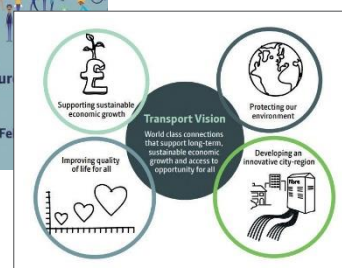 Supporting sustainable
economic growth
Protecting our
environment
Transport Vision
World class connections
that support long-term,
sustainable economic
growth and access to
opportunity for all
Improving quality
of life for all
Developing an
innovative city-region
Fibre